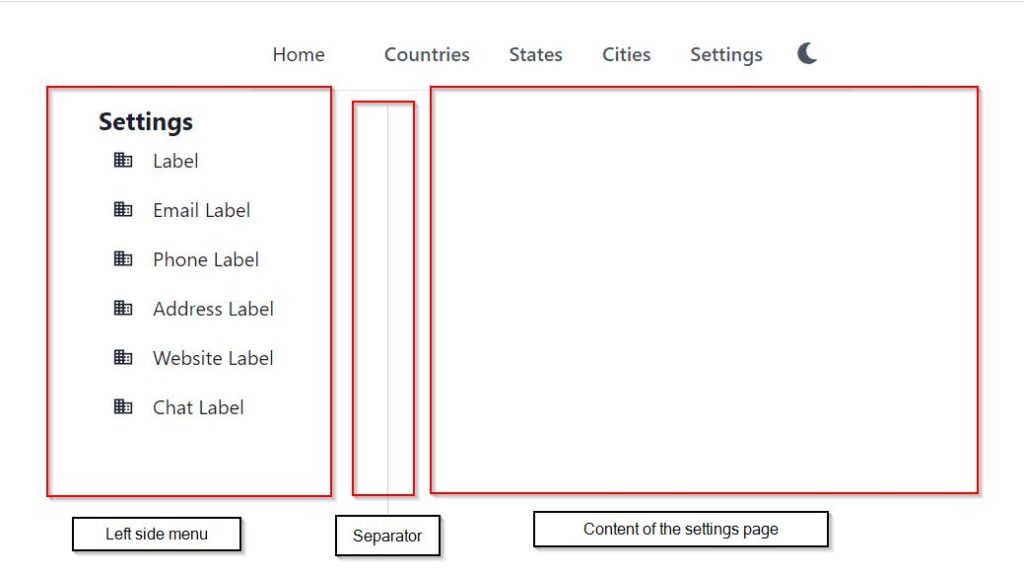 Home Countries States Cities Settings
Settings
Label
Email Label
Phone Label
Address Label
Website Label
Chat Label
Left side menu
Separator
Content of the settings page